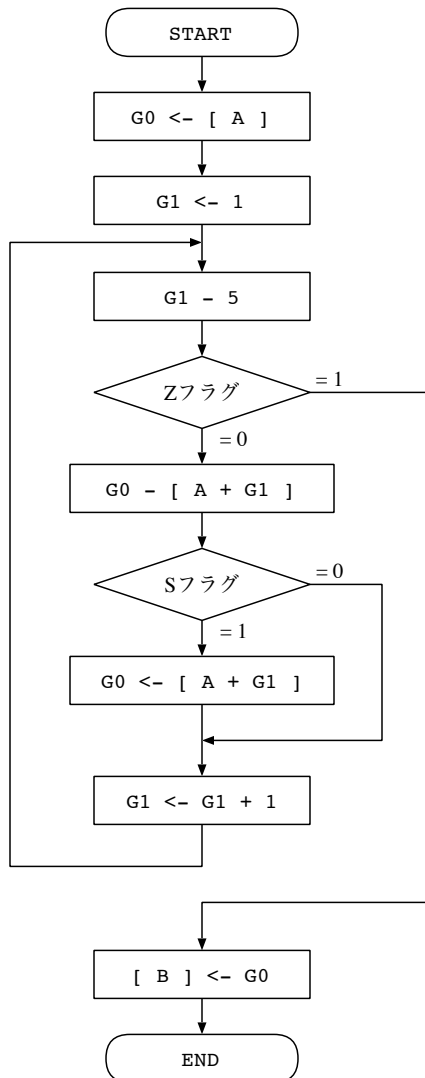 START
G0 <- [ A ]
G1 <- 1
G1 - 5
Zフラグ
= 1
= 0
G0 - [ A + G1 ]
Sフラグ
= 0
= 1
G0 <- [ A + G1 ]
G1 <- G1 + 1
[ B ] <- G0
END